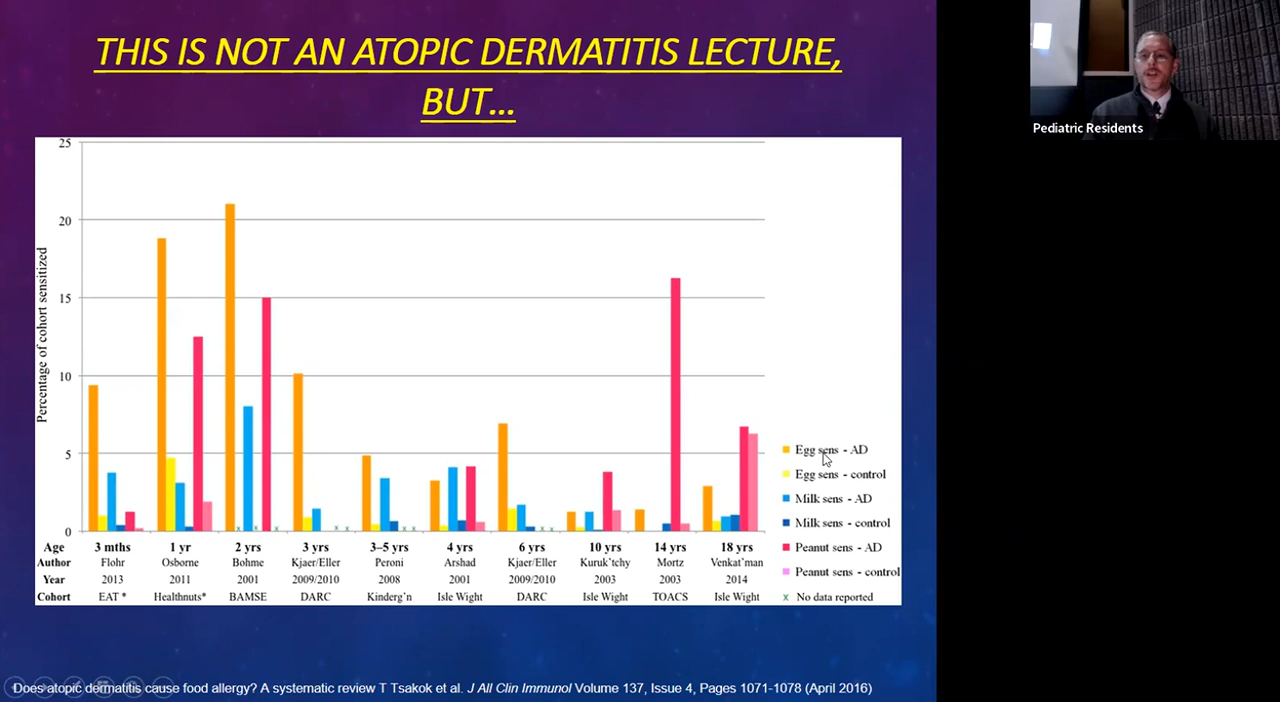 THIS IS NOT AN ATOPIC DERMATITIS LECTURE,
BUT...
Pediatric Residents
Percentage of cohort sensitized
25
20
15
10
5
0
Egg sens - AD
Egg sens - control
Milk sens - AD
Milk sens - control
Peanut sens - AD
Peanut sens - control
x No data reported
Age 3 mths 1 yr 2 yrs 3 yrs 3–5 yrs 4 yrs 6 yrs 10 yrs 14 yrs 18 yrs
Author Flohr Osborne Bohme Kjaer/Eller Peroni Arshad Kjaer/Eller Kuruk'tchy Mortz Venkat'man
Year 2013 2011 2001 2009/2010 2008 2001 2009/2010 2003 2003 2014
Cohort EAT * Healthnuts* BAMSE DARC Kinderg'n Isle Wight DARC Isle Wight TOACS Isle Wight
Does atopic dermatitis cause food allergy? A systematic review T Tsakok et al. J All Clin Immunol Volume 137, Issue 4, Pages 1071-1078 (April 2016)